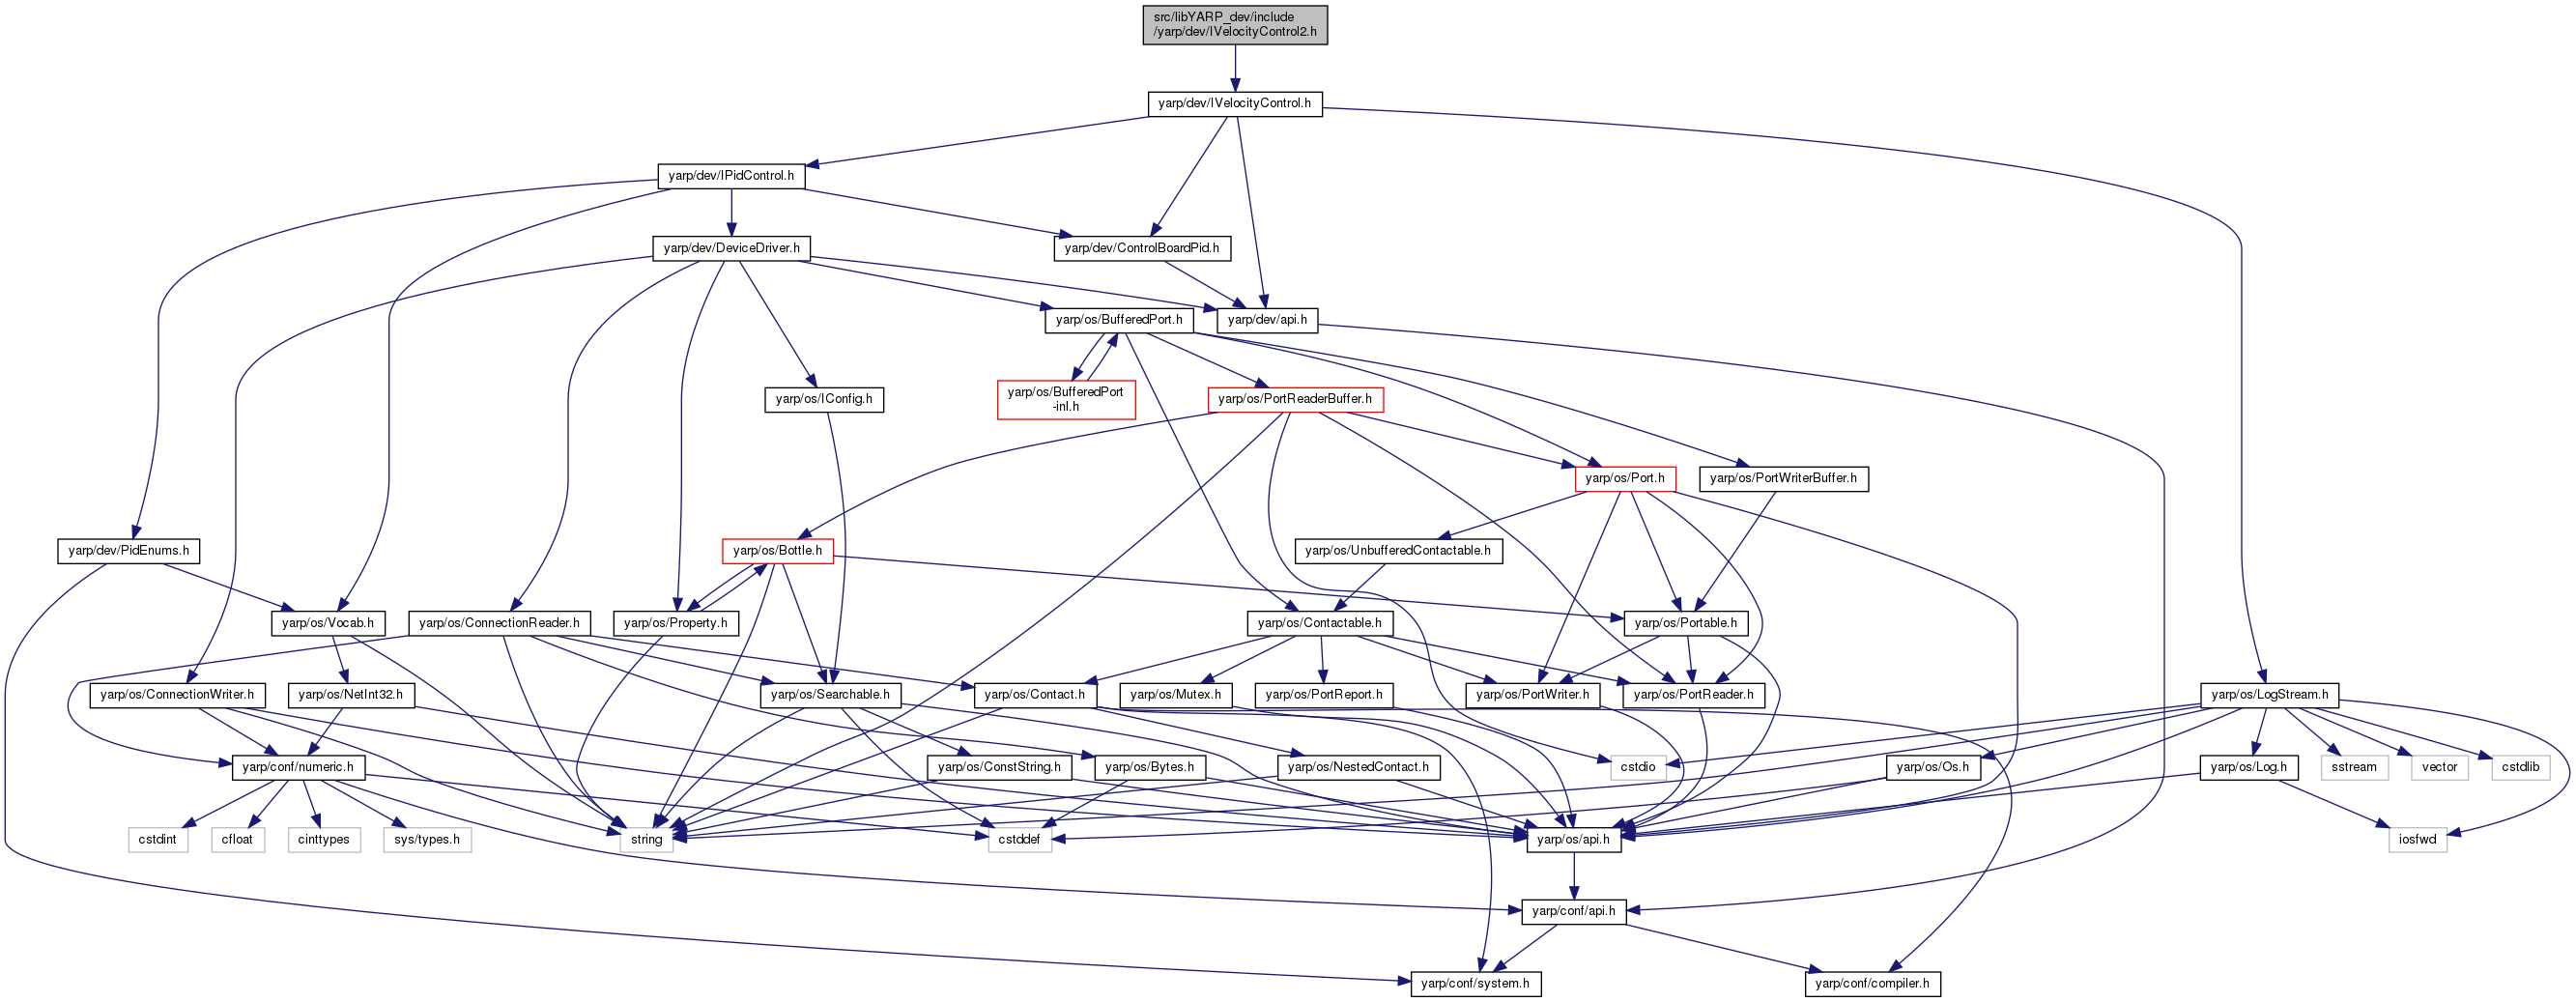 src/libYARP_dev/include
/yarp/dev/IVelocityControl2.h
yarp/dev/IVelocityControl.h
yarp/dev/IPidControl.h
yarp/dev/DeviceDriver.h
yarp/dev/ControlBoardPid.h
yarp/os/BufferedPort.h
yarp/dev/api.h
yarp/os/BufferedPort
-inl.h
yarp/os/IConfig.h
yarp/os/PortReaderBuffer.h
yarp/os/Port.h
yarp/os/PortWriterBuffer.h
yarp/dev/PidEnums.h
yarp/os/Bottle.h
yarp/os/UnbufferedContactable.h
yarp/os/Vocab.h
yarp/os/ConnectionReader.h
yarp/os/Property.h
yarp/os/Contactable.h
yarp/os/Portable.h
yarp/os/ConnectionWriter.h
yarp/os/NetInt32.h
yarp/os/Searchable.h
yarp/os/Contact.h
yarp/os/Mutex.h
yarp/os/PortReport.h
yarp/os/PortWriter.h
yarp/os/PortReader.h
yarp/os/LogStream.h
yarp/conf/numeric.h
yarp/os/ConstString.h
yarp/os/Bytes.h
yarp/os/NestedContact.h
cstdio
yarp/os/Os.h
yarp/os/Log.h
sstream
vector
cstdlib
cstdint
cfloat
cinttypes
sys/types.h
string
cstddef
yarp/os/api.h
iosfwd
yarp/conf/api.h
yarp/conf/system.h
yarp/conf/compiler.h